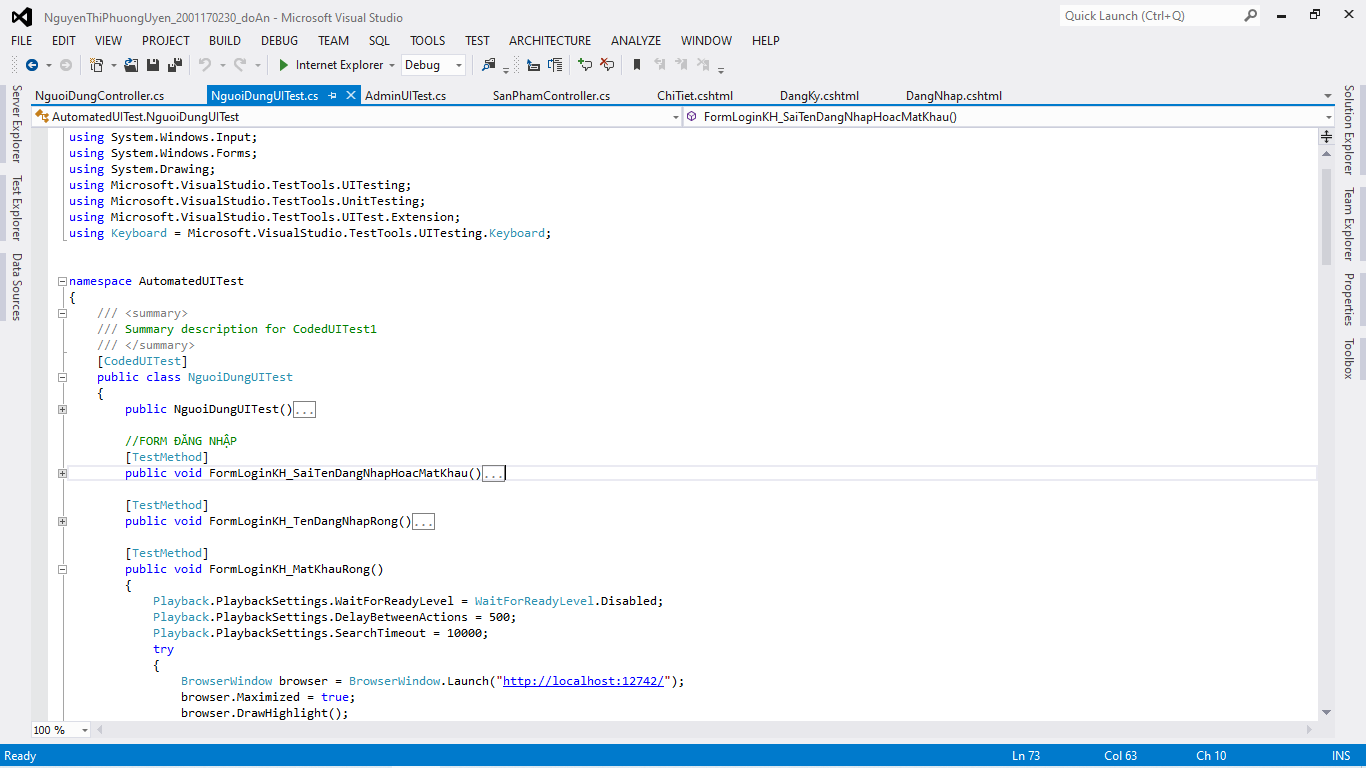 NguyenThiPhuongUyen_2001170230_doAn - Microsoft Visual Studio
Quick Launch (Ctrl+Q)
FILE EDIT VIEW PROJECT BUILD DEBUG TEAM SQL TOOLS TEST ARCHITECTURE ANALYZE WINDOW HELP
Internet Explorer Debug
NguoiDungController.cs NguoiDungUITest.cs AdminUITest.cs SanPhamController.cs ChiTiet.cshtml DangKy.cshtml DangNhap.cshtml
AutomatedUITest.NguoiDungUITest FormLoginKH_SaiTenDangNhapHoacMatKhau()
Server Explorer
Test Explorer
Data Sources
using System.Windows.Input;
using System.Windows.Forms;
using System.Drawing;
using Microsoft.VisualStudio.TestTools.UITesting;
using Microsoft.VisualStudio.TestTools.UnitTesting;
using Microsoft.VisualStudio.TestTools.UITest.Extension;
using Keyboard = Microsoft.VisualStudio.TestTools.UITesting.Keyboard;
namespace AutomatedUITest
{
/// <summary>
/// Summary description for CodedUITest1
/// </summary>
[CodedUITest]
public class NguoiDungUITest
{
public NguoiDungUITest()...
//FORM ĐĂNG NHẬP
[TestMethod]
public void FormLoginKH_SaiTenDangNhapHoacMatKhau()...
[TestMethod]
public void FormLoginKH_TenDangNhapRong()...
[TestMethod]
public void FormLoginKH_MatKhauRong()
{
Playback.PlaybackSettings.WaitForReadyLevel = WaitForReadyLevel.Disabled;
Playback.PlaybackSettings.DelayBetweenActions = 500;
Playback.PlaybackSettings.SearchTimeout = 10000;
try
{
BrowserWindow browser = BrowserWindow.Launch("http://localhost:12742/");
browser.Maximized = true;
browser.DrawHighlight();
Solution Explorer
Team Explorer
Properties
Toolbox
100 %
Ready Ln 73 Col 63 Ch 10 INS